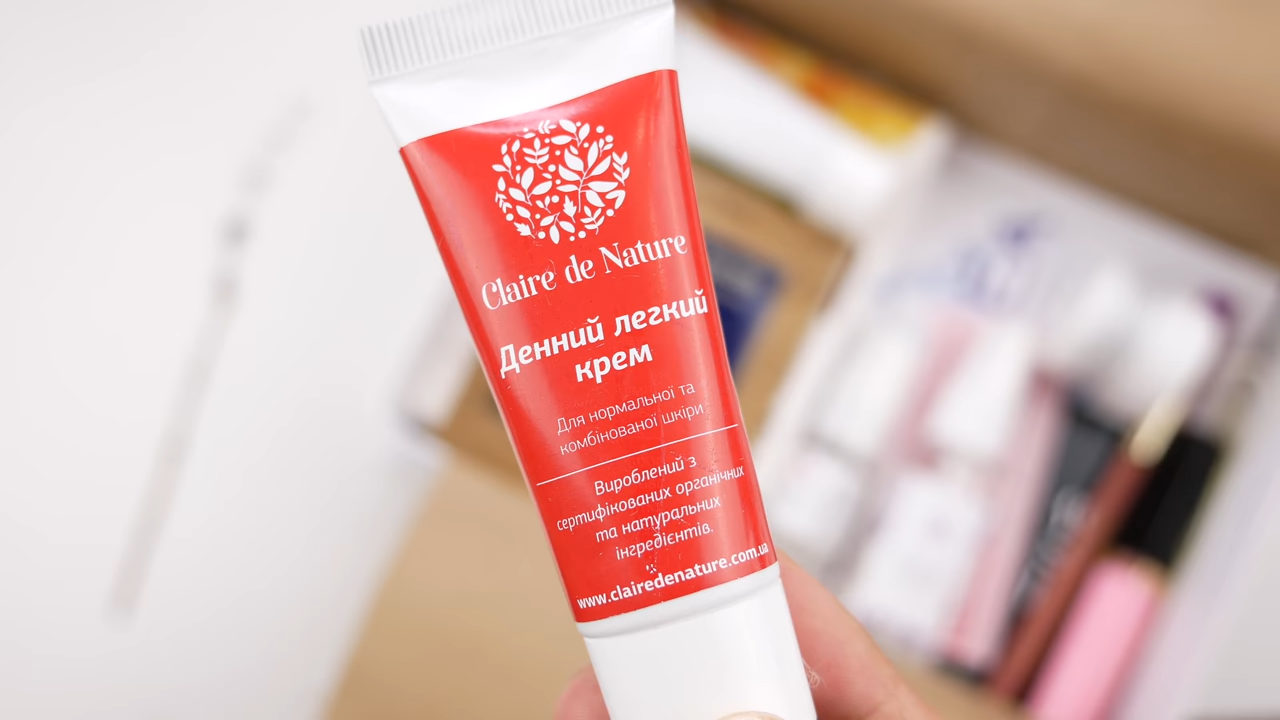 Claire de Nature
Денний легкий
крем
Для нормальної та
комбінованої шкіри
Вироблений з
сертифікованих органічних
та натуральних
інгредієнтів.
www.clairedenature.com.ua